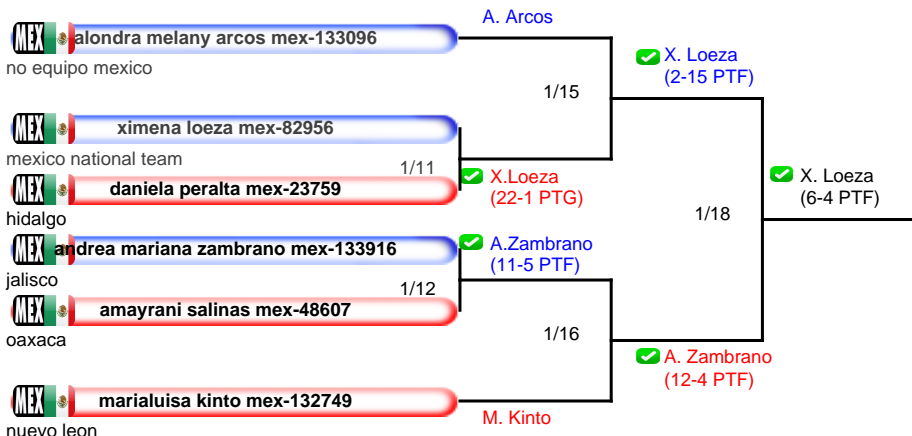 A. Arcos
MEX alondra melany arcos mex-133096
no equipo mexico
X. Loeza
(2-15 PTF)
1/15
MEX ximena loeza mex-82956
mexico national team
1/11
MEX daniela peralta mex-23759
hidalgo
X.Loeza
(22-1 PTG)
X. Loeza
(6-4 PTF)
1/18
MEX andrea mariana zambrano mex-133916
jalisco
A.Zambrano
(11-5 PTF)
1/12
MEX amayrani salinas mex-48607
oaxaca
1/16
A. Zambrano
(12-4 PTF)
MEX marialuisa kinto mex-132749
nuevo leon
M. Kinto